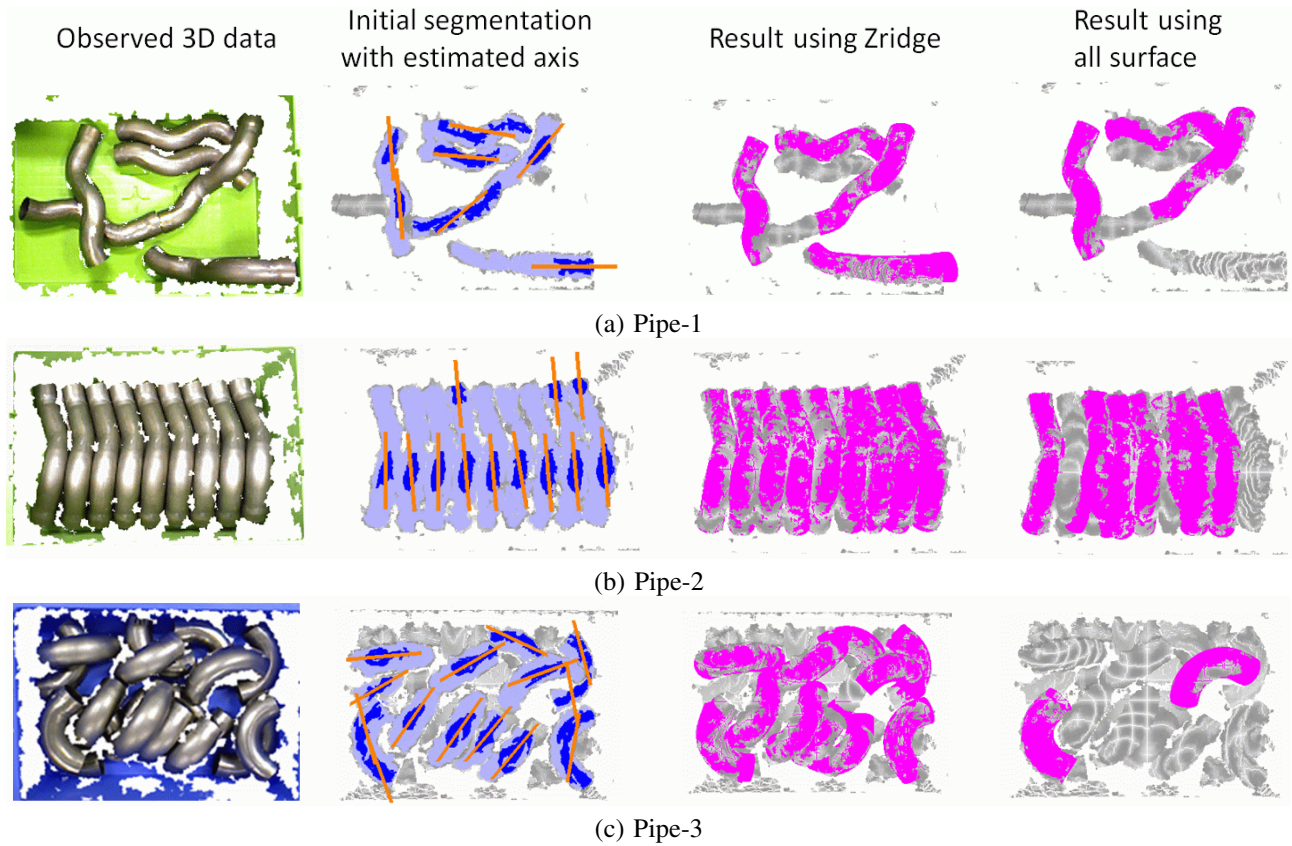 Observed 3D data
Initial segmentation
with estimated axis
Result using Zridge
Result using
all surface
(a) Pipe-1
(b) Pipe-2
(c) Pipe-3